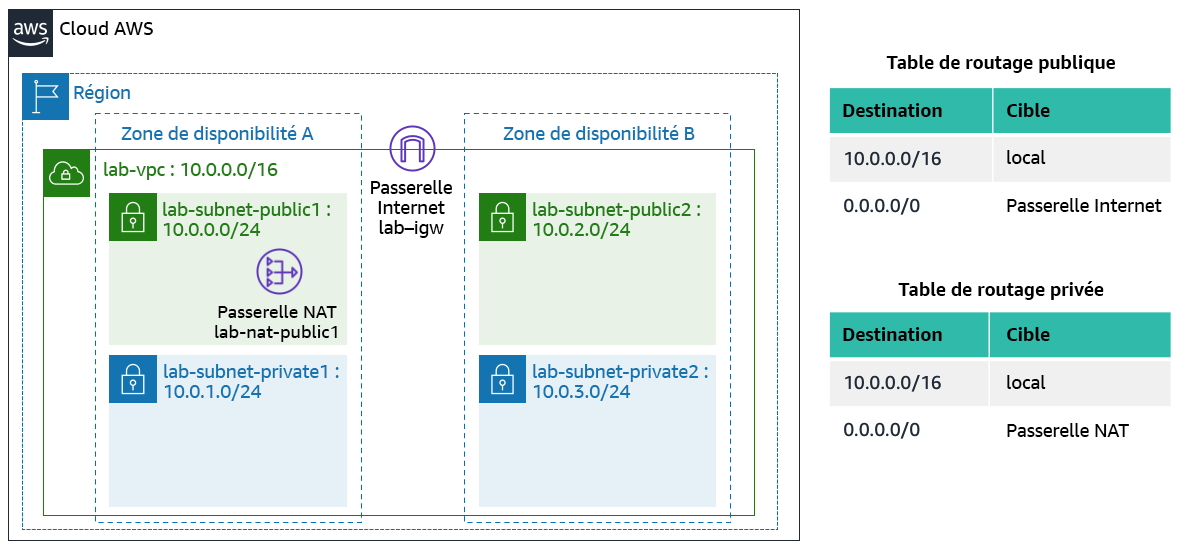 aws
Cloud AWS
Région
Zone de disponibilité A
Zone de disponibilité B
lab-vpc : 10.0.0.0/16
Passerelle
Internet
lab–igw
lab-subnet-public1 :
10.0.0.0/24
Passerelle NAT
lab-nat-public1
lab-subnet-public2 :
10.0.2.0/24
lab-subnet-private1 :
10.0.1.0/24
lab-subnet-private2 :
10.0.3.0/24
Table de routage publique
Destination Cible
10.0.0.0/16 local
0.0.0.0/0 Passerelle Internet
Table de routage privée
Destination Cible
10.0.0.0/16 local
0.0.0.0/0 Passerelle NAT